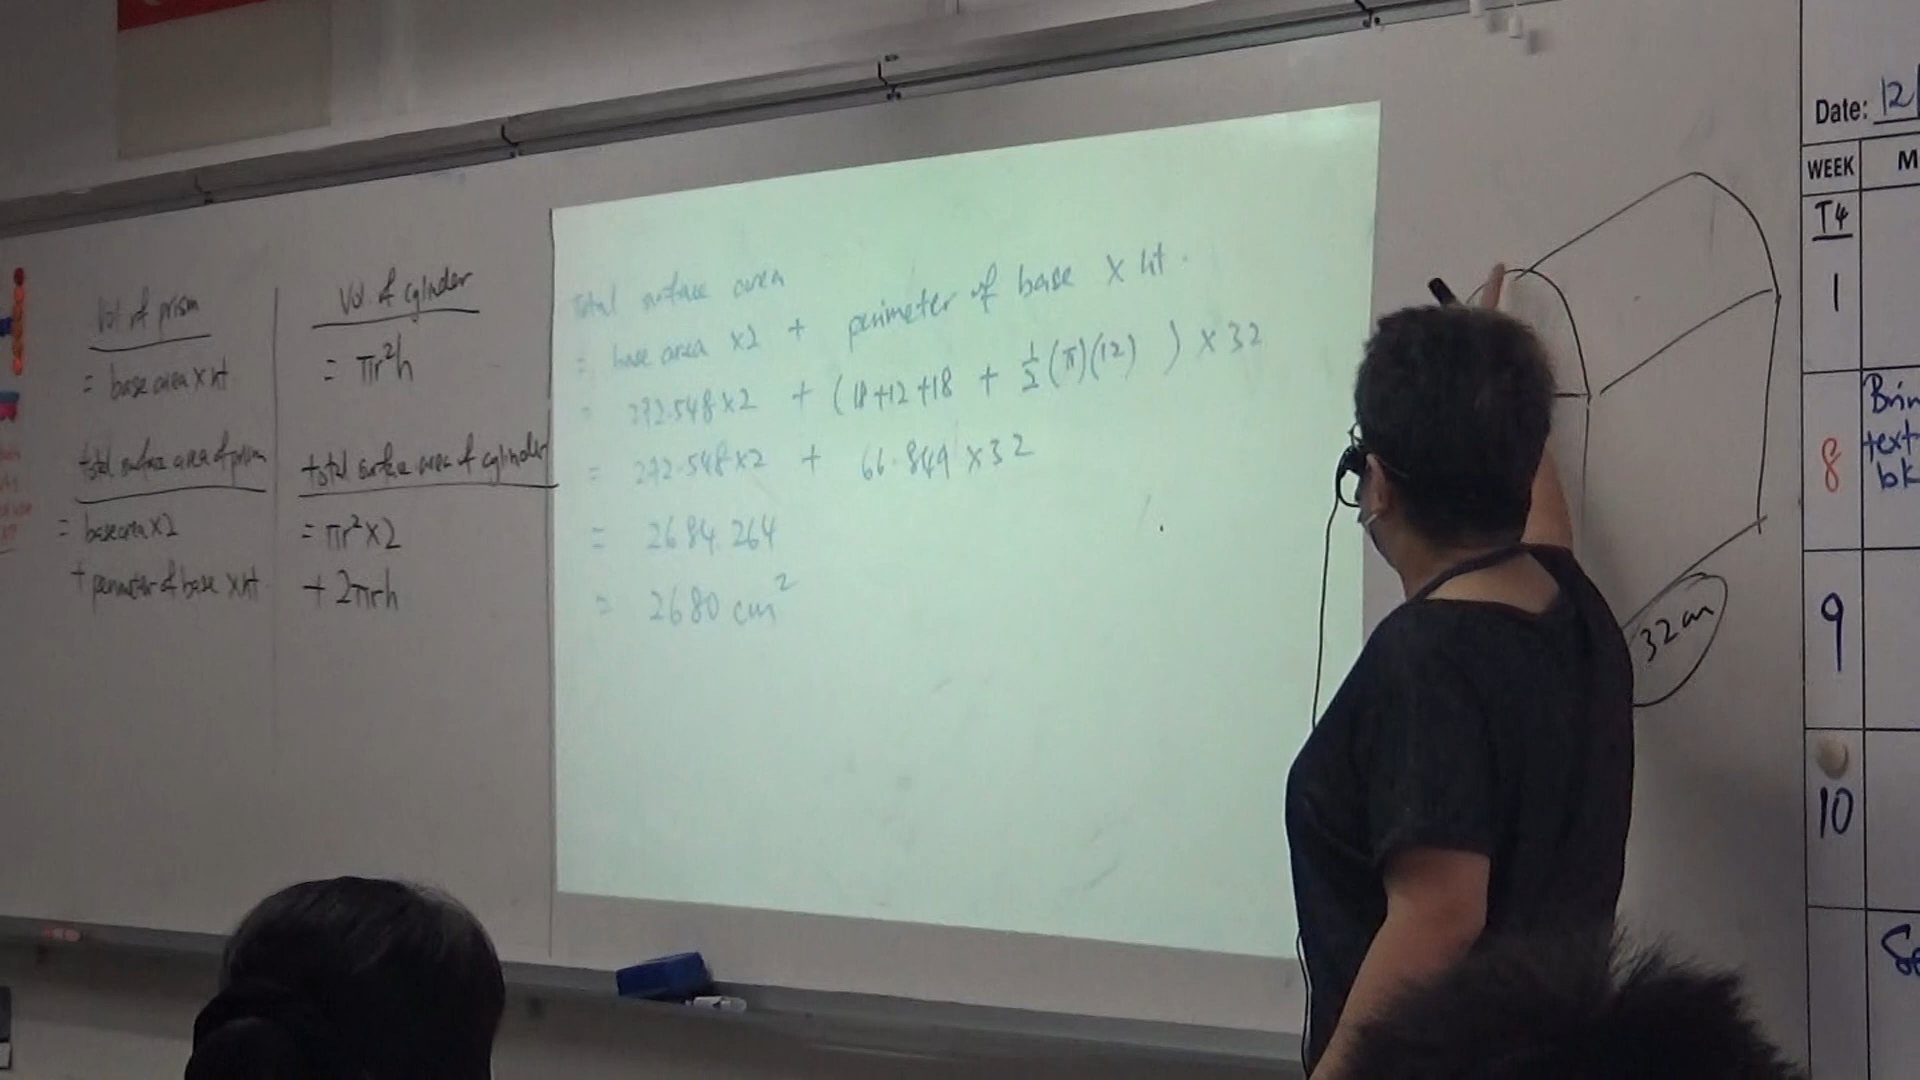 Vol of prism
= base area x ht
total surface area of prism
= base area x 2
+ perimeter of base x ht
Vol. of cylinder
= πr²h
total surface area of cylinder
= πr² x 2
+ 2πrh
Total surface area
= base area x2 + perimeter of base x ht.
= 272.548 x 2 + (18+12+18 + ½(π)(12) ) x 32
= 272.548 x 2 + 66.849 x 32
= 2684.264
= 2680 cm²
32 cm
Date: 12/
WEEK M
T4
1
8
text
bk
9
10